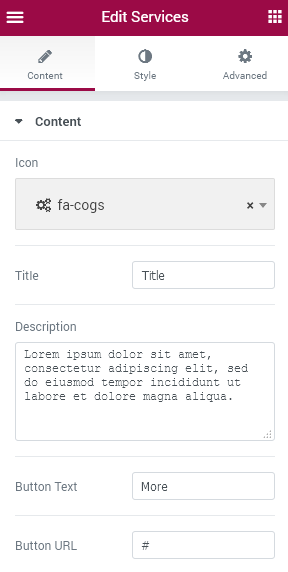 Edit Services
Content Style Advanced
Content
Icon
fa-cogs ×
Title Title
Description
Lorem ipsum dolor sit amet,
consectetur adipiscing elit, sed
do eiusmod tempor incididunt ut
labore et dolore magna aliqua.
Button Text More
Button URL #